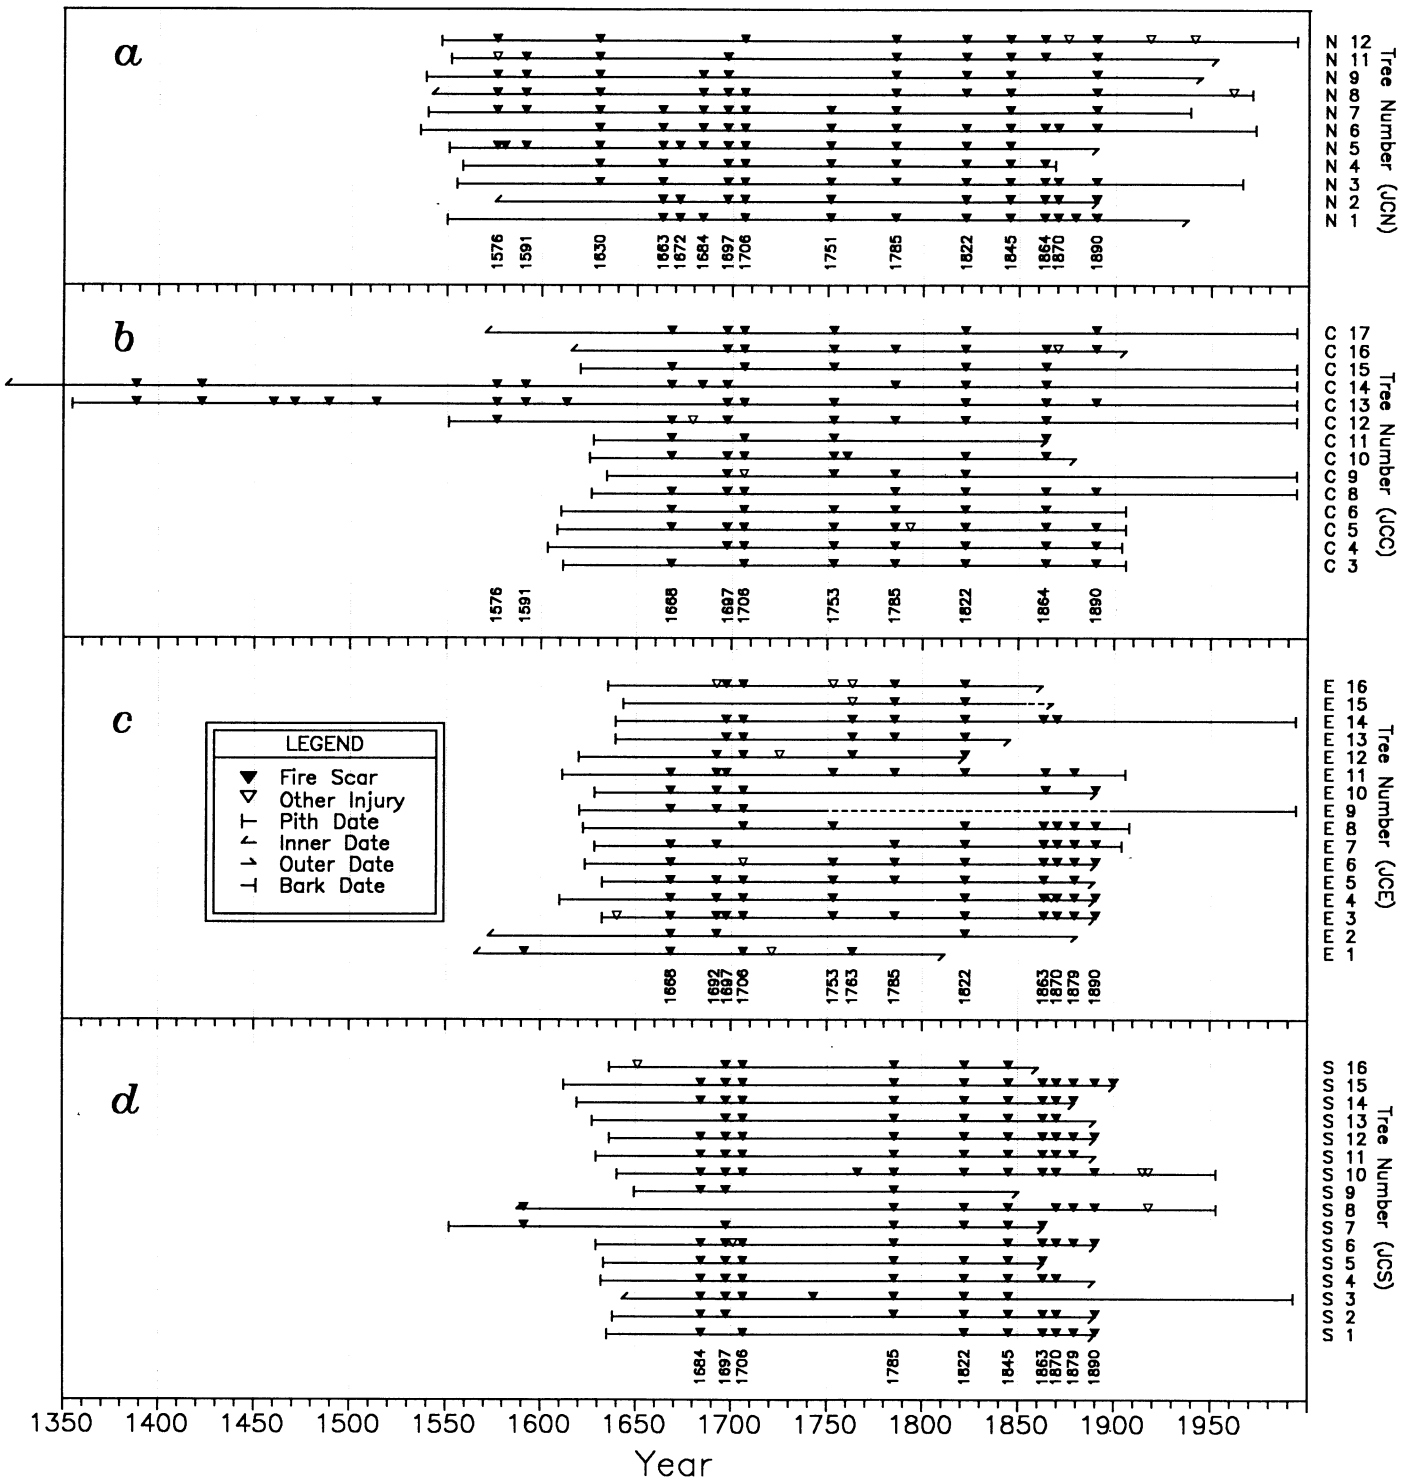 a
N 12
N 11
N 9
N 8
N 7
N 6
N 5
N 4
N 3
N 2
N 1
Tree Number (JCN)
1576 1591 1630 1663 1672 1684 1697 1706 1751 1785 1822 1845 1864 1870 1890
b
C 17
C 16
C 15
C 14
C 13
C 12
C 11
C 10
C 9
C 8
C 6
C 5
C 4
C 3
Tree Number (JCC)
1576 1591 1668 1697 1706 1753 1785 1822 1864 1890
c
LEGEND
Fire Scar
Other Injury
Pith Date
Inner Date
Outer Date
Bark Date
E 16
E 15
E 14
E 13
E 12
E 11
E 10
E 9
E 8
E 7
E 6
E 5
E 4
E 3
E 2
E 1
Tree Number (JCE)
1668 1692 1697 1706 1753 1763 1785 1822 1863 1870 1879 1890
d
S 16
S 15
S 14
S 13
S 12
S 11
S 10
S 9
S 8
S 7
S 6
S 5
S 4
S 3
S 2
S 1
Tree Number (JCS)
1684 1697 1706 1785 1822 1845 1863 1870 1879 1890
1350 1400 1450 1500 1550 1600 1650 1700 1750 1800 1850 1900 1950
Year